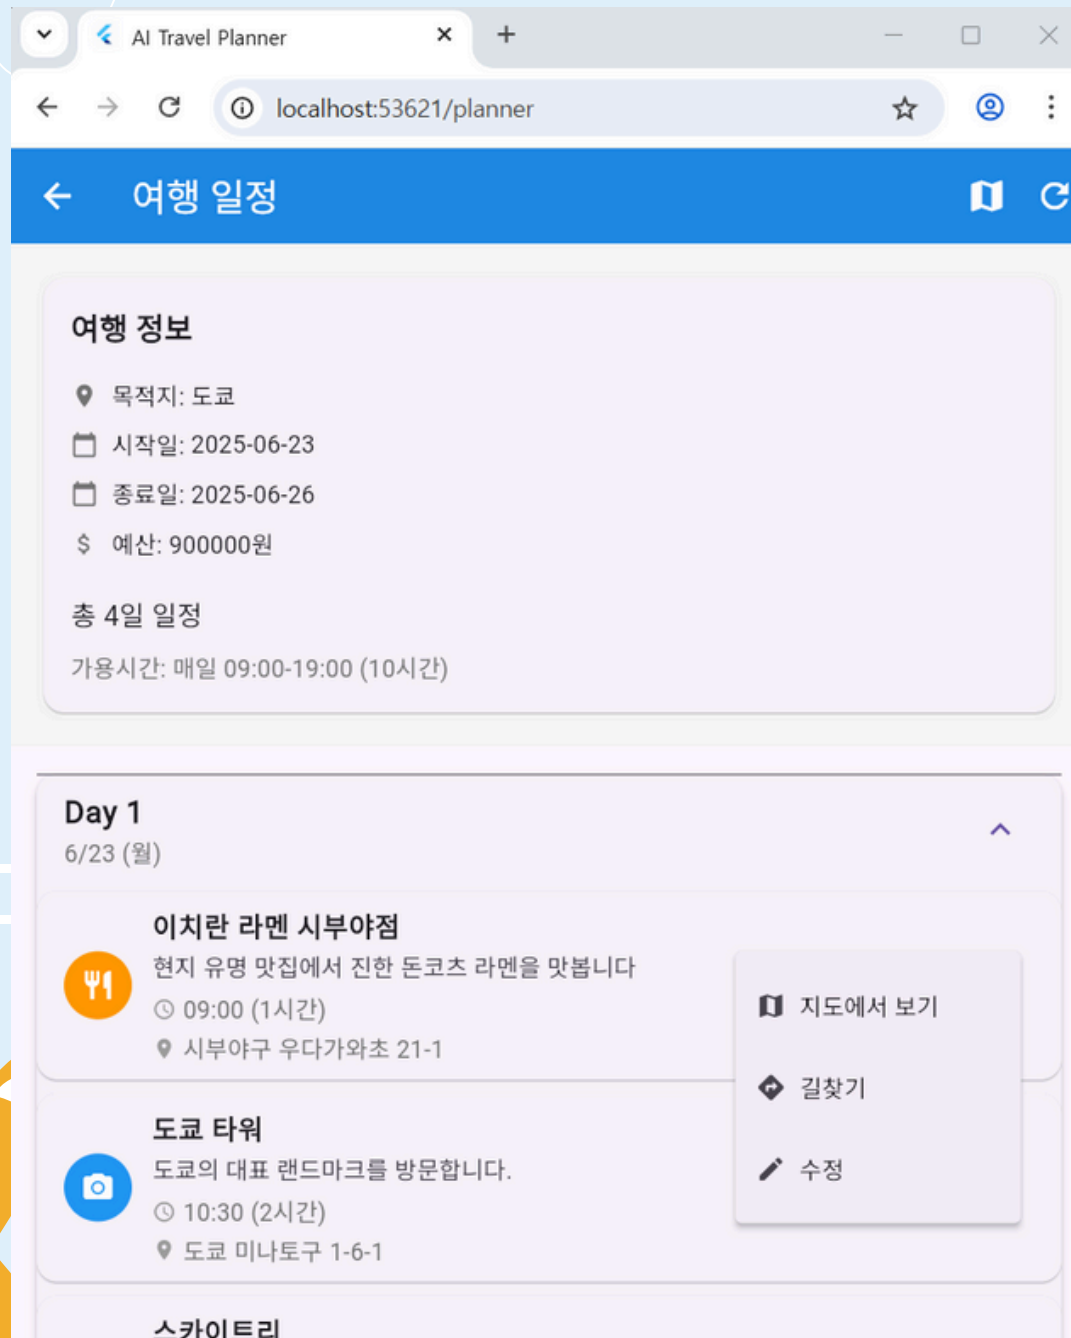 AI Travel Planner
localhost:53621/planner
여행 일정
여행 정보
목적지: 도쿄
시작일: 2025-06-23
종료일: 2025-06-26
예산: 900000원
총 4일 일정
가용시간: 매일 09:00-19:00 (10시간)
Day 1
6/23 (월)
이치란 라멘 시부야점
현지 유명 맛집에서 진한 돈코츠 라멘을 맛봅니다
09:00 (1시간)
시부야구 우다가와초 21-1
지도에서 보기
길찾기
수정
도쿄 타워
도쿄의 대표 랜드마크를 방문합니다.
10:30 (2시간)
도쿄 미나토구 1-6-1
스카이트리